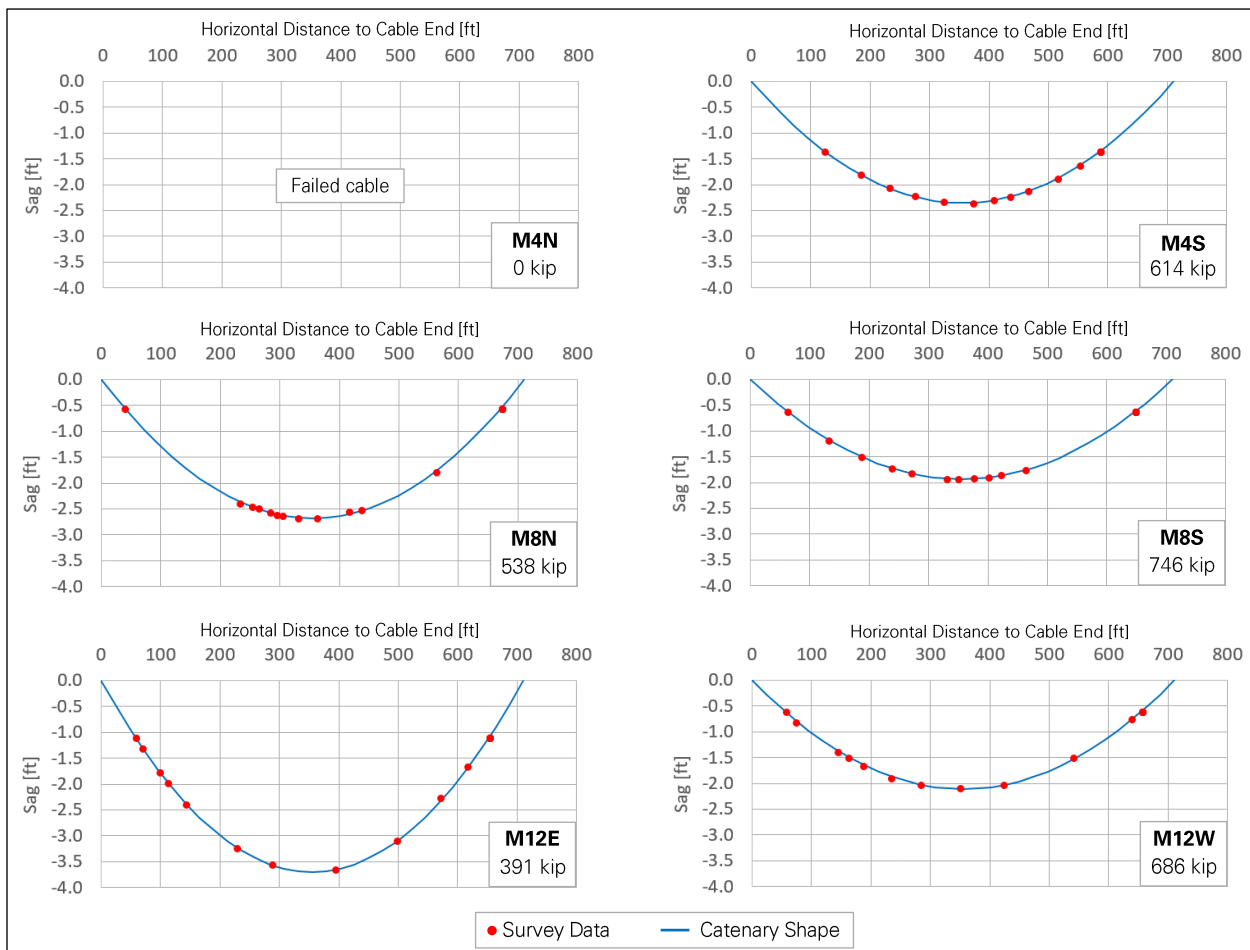 Horizontal Distance to Cable End [ft]
0 100 200 300 400 500 600 700 800
0.0
-0.5
-1.0
-1.5
-2.0
-2.5
-3.0
-3.5
-4.0
Sag [ft]
Failed cable
M4N
0 kip
Horizontal Distance to Cable End [ft]
0 100 200 300 400 500 600 700 800
0.0
-0.5
-1.0
-1.5
-2.0
-2.5
-3.0
-3.5
-4.0
Sag [ft]
M4S
614 kip
Horizontal Distance to Cable End [ft]
0 100 200 300 400 500 600 700 800
0.0
-0.5
-1.0
-1.5
-2.0
-2.5
-3.0
-3.5
-4.0
Sag [ft]
M8N
538 kip
Horizontal Distance to Cable End [ft]
0 100 200 300 400 500 600 700 800
0.0
-0.5
-1.0
-1.5
-2.0
-2.5
-3.0
-3.5
-4.0
Sag [ft]
M8S
746 kip
Horizontal Distance to Cable End [ft]
0 100 200 300 400 500 600 700 800
0.0
-0.5
-1.0
-1.5
-2.0
-2.5
-3.0
-3.5
-4.0
Sag [ft]
M12E
391 kip
Horizontal Distance to Cable End [ft]
0 100 200 300 400 500 600 700 800
0.0
-0.5
-1.0
-1.5
-2.0
-2.5
-3.0
-3.5
-4.0
Sag [ft]
M12W
686 kip
Survey Data Catenary Shape